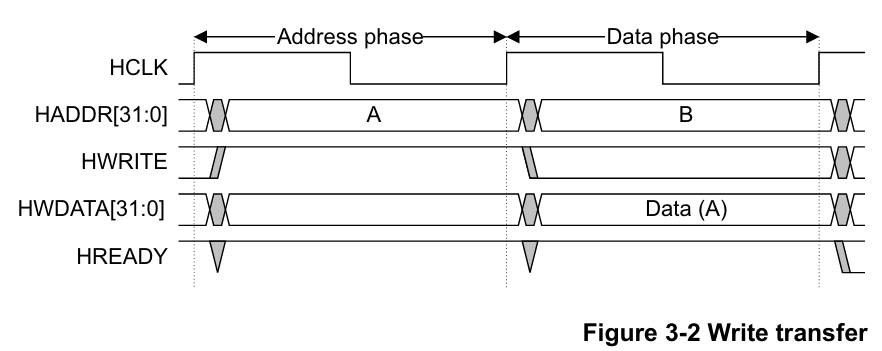 Address phase Data phase
HCLK
HADDR[31:0] A B
HWRITE
HWDATA[31:0] Data (A)
HREADY
Figure 3-2 Write transfer